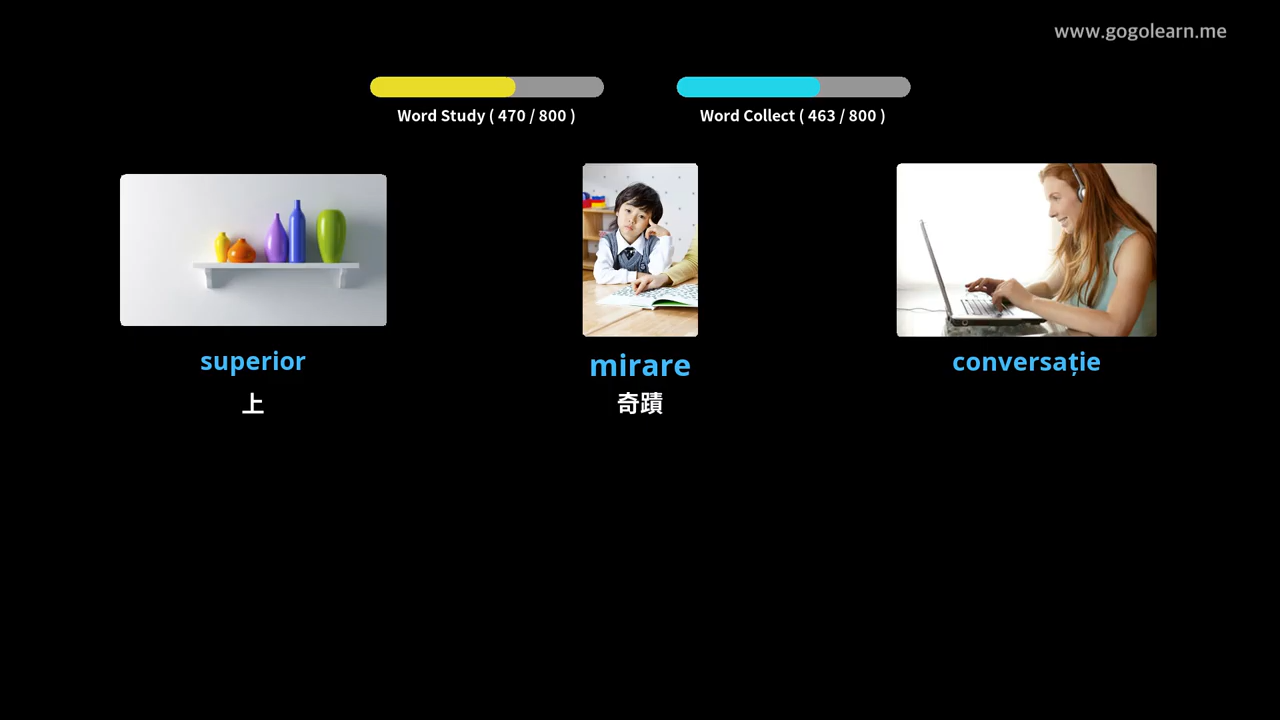 www.gogolearn.me
Word Study ( 470 / 800 )
Word Collect ( 463 / 800 )
superior
上
mirare
奇蹟
conversație